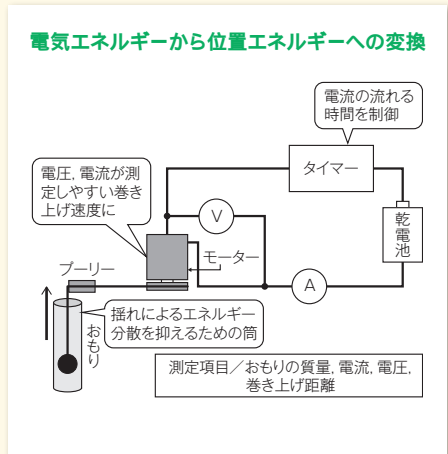 電気エネルギーから位置エネルギーへの変換
電流の流れる
時間を制御
タイマー
電圧, 電流が測
定しやすい巻き
上げ速度に
V
乾電池
モーター
プーリー
A
揺れによるエネルギー
分散を抑えるための筒
おもり
測定項目／おもりの質量, 電流, 電圧,
巻き上げ距離